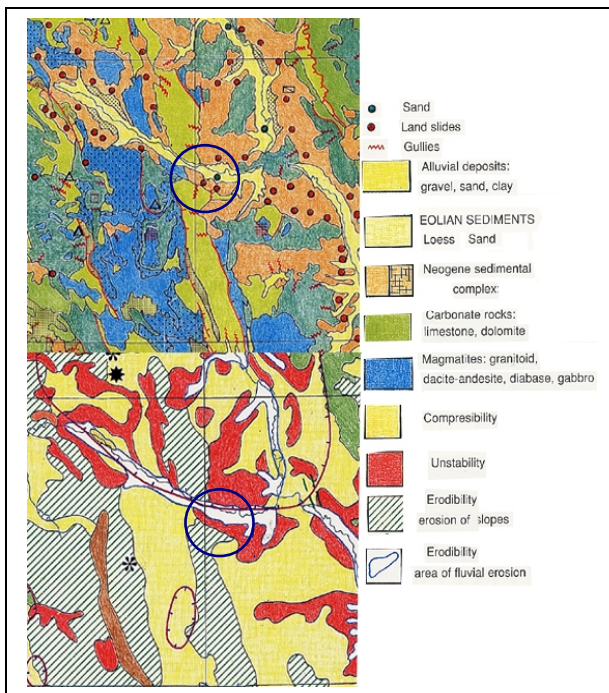 Sand
Land slides
Gullies
Alluvial deposits:
gravel, sand, clay
EOLIAN SEDIMENTS
Loess Sand
Neogene sedimental
complex:
Carbonate rocks:
limestone, dolomite
Magmatites: granitoid,
dacite-andesite, diabase, gabbro
Compresibility
Unstability
Erodibility
erosion of slopes
Erodibility
area of fluvial erosion